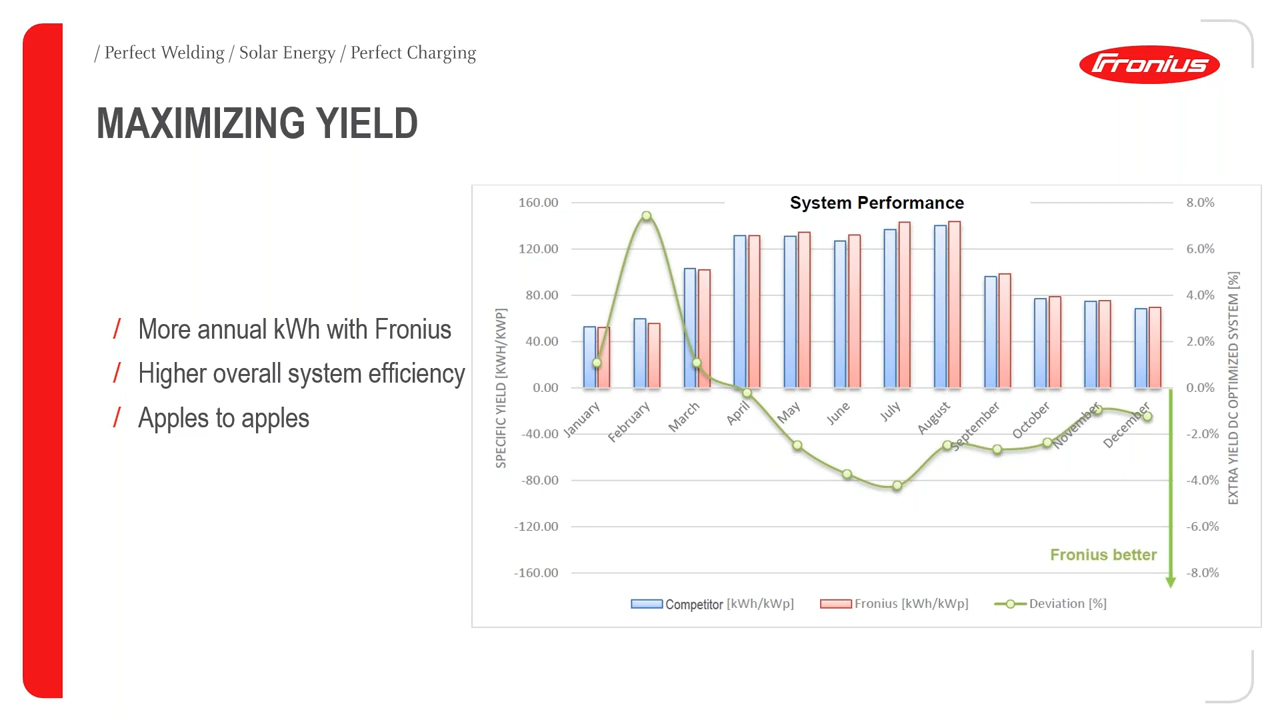 / Perfect Welding / Solar Energy / Perfect Charging
Fronius
MAXIMIZING YIELD
/ More annual kWh with Fronius
/ Higher overall system efficiency
/ Apples to apples
System Performance
160.00
120.00
80.00
40.00
0.00
-40.00
-80.00
-120.00
-160.00
SPECIFIC YIELD [KWH/KWP]
8.0%
6.0%
4.0%
2.0%
0.0%
-2.0%
-4.0%
-6.0%
-8.0%
EXTRA YIELD DC OPTIMIZED SYSTEM [%]
January
February
March
April
May
June
July
August
September
October
November
December
Fronius better
Competitor [kWh/kWp]
Fronius [kWh/kWp]
Deviation [%]